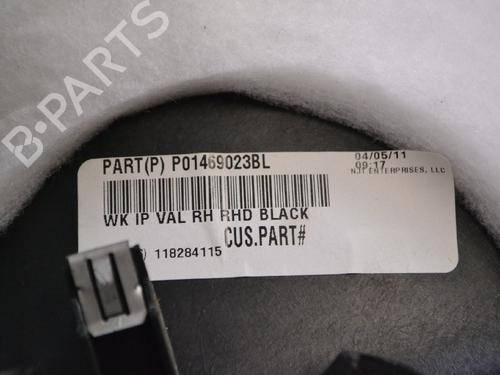 B-PARTS
PART(P) P01469023BL
04/05/11
09:17
NJT ENTERPRISES, LLC
WK IP VAL RH RHD BLACK
CUS.PART#
118284115